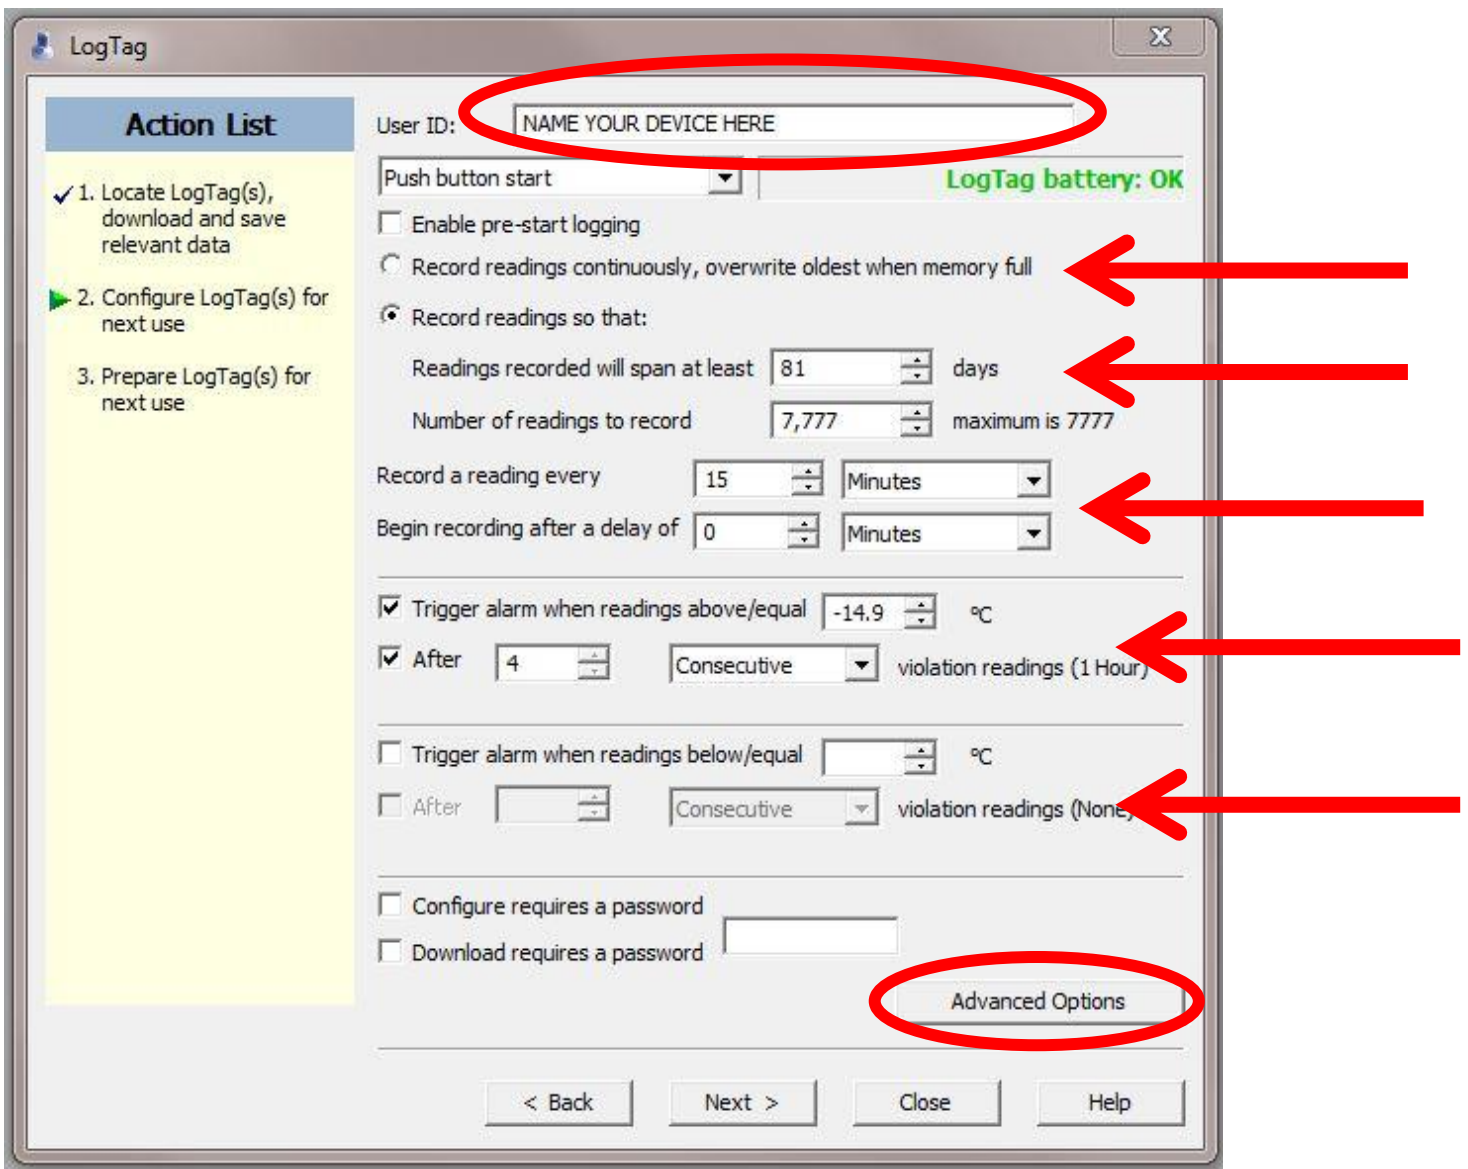 LogTag
Action List
1. Locate LogTag(s),
download and save
relevant data
2. Configure LogTag(s) for
next use
3. Prepare LogTag(s) for
next use
User ID: NAME YOUR DEVICE HERE
Push button start LogTag battery: OK
Enable pre-start logging
Record readings continuously, overwrite oldest when memory full
Record readings so that:
Readings recorded will span at least 81 days
Number of readings to record 7,777 maximum is 7777
Record a reading every 15 Minutes
Begin recording after a delay of 0 Minutes
Trigger alarm when readings above/equal -14.9 °C
After 4 Consecutive violation readings (1 Hour)
Trigger alarm when readings below/equal °C
After Consecutive violation readings (None)
Configure requires a password
Download requires a password
Advanced Options
< Back Next > Close Help